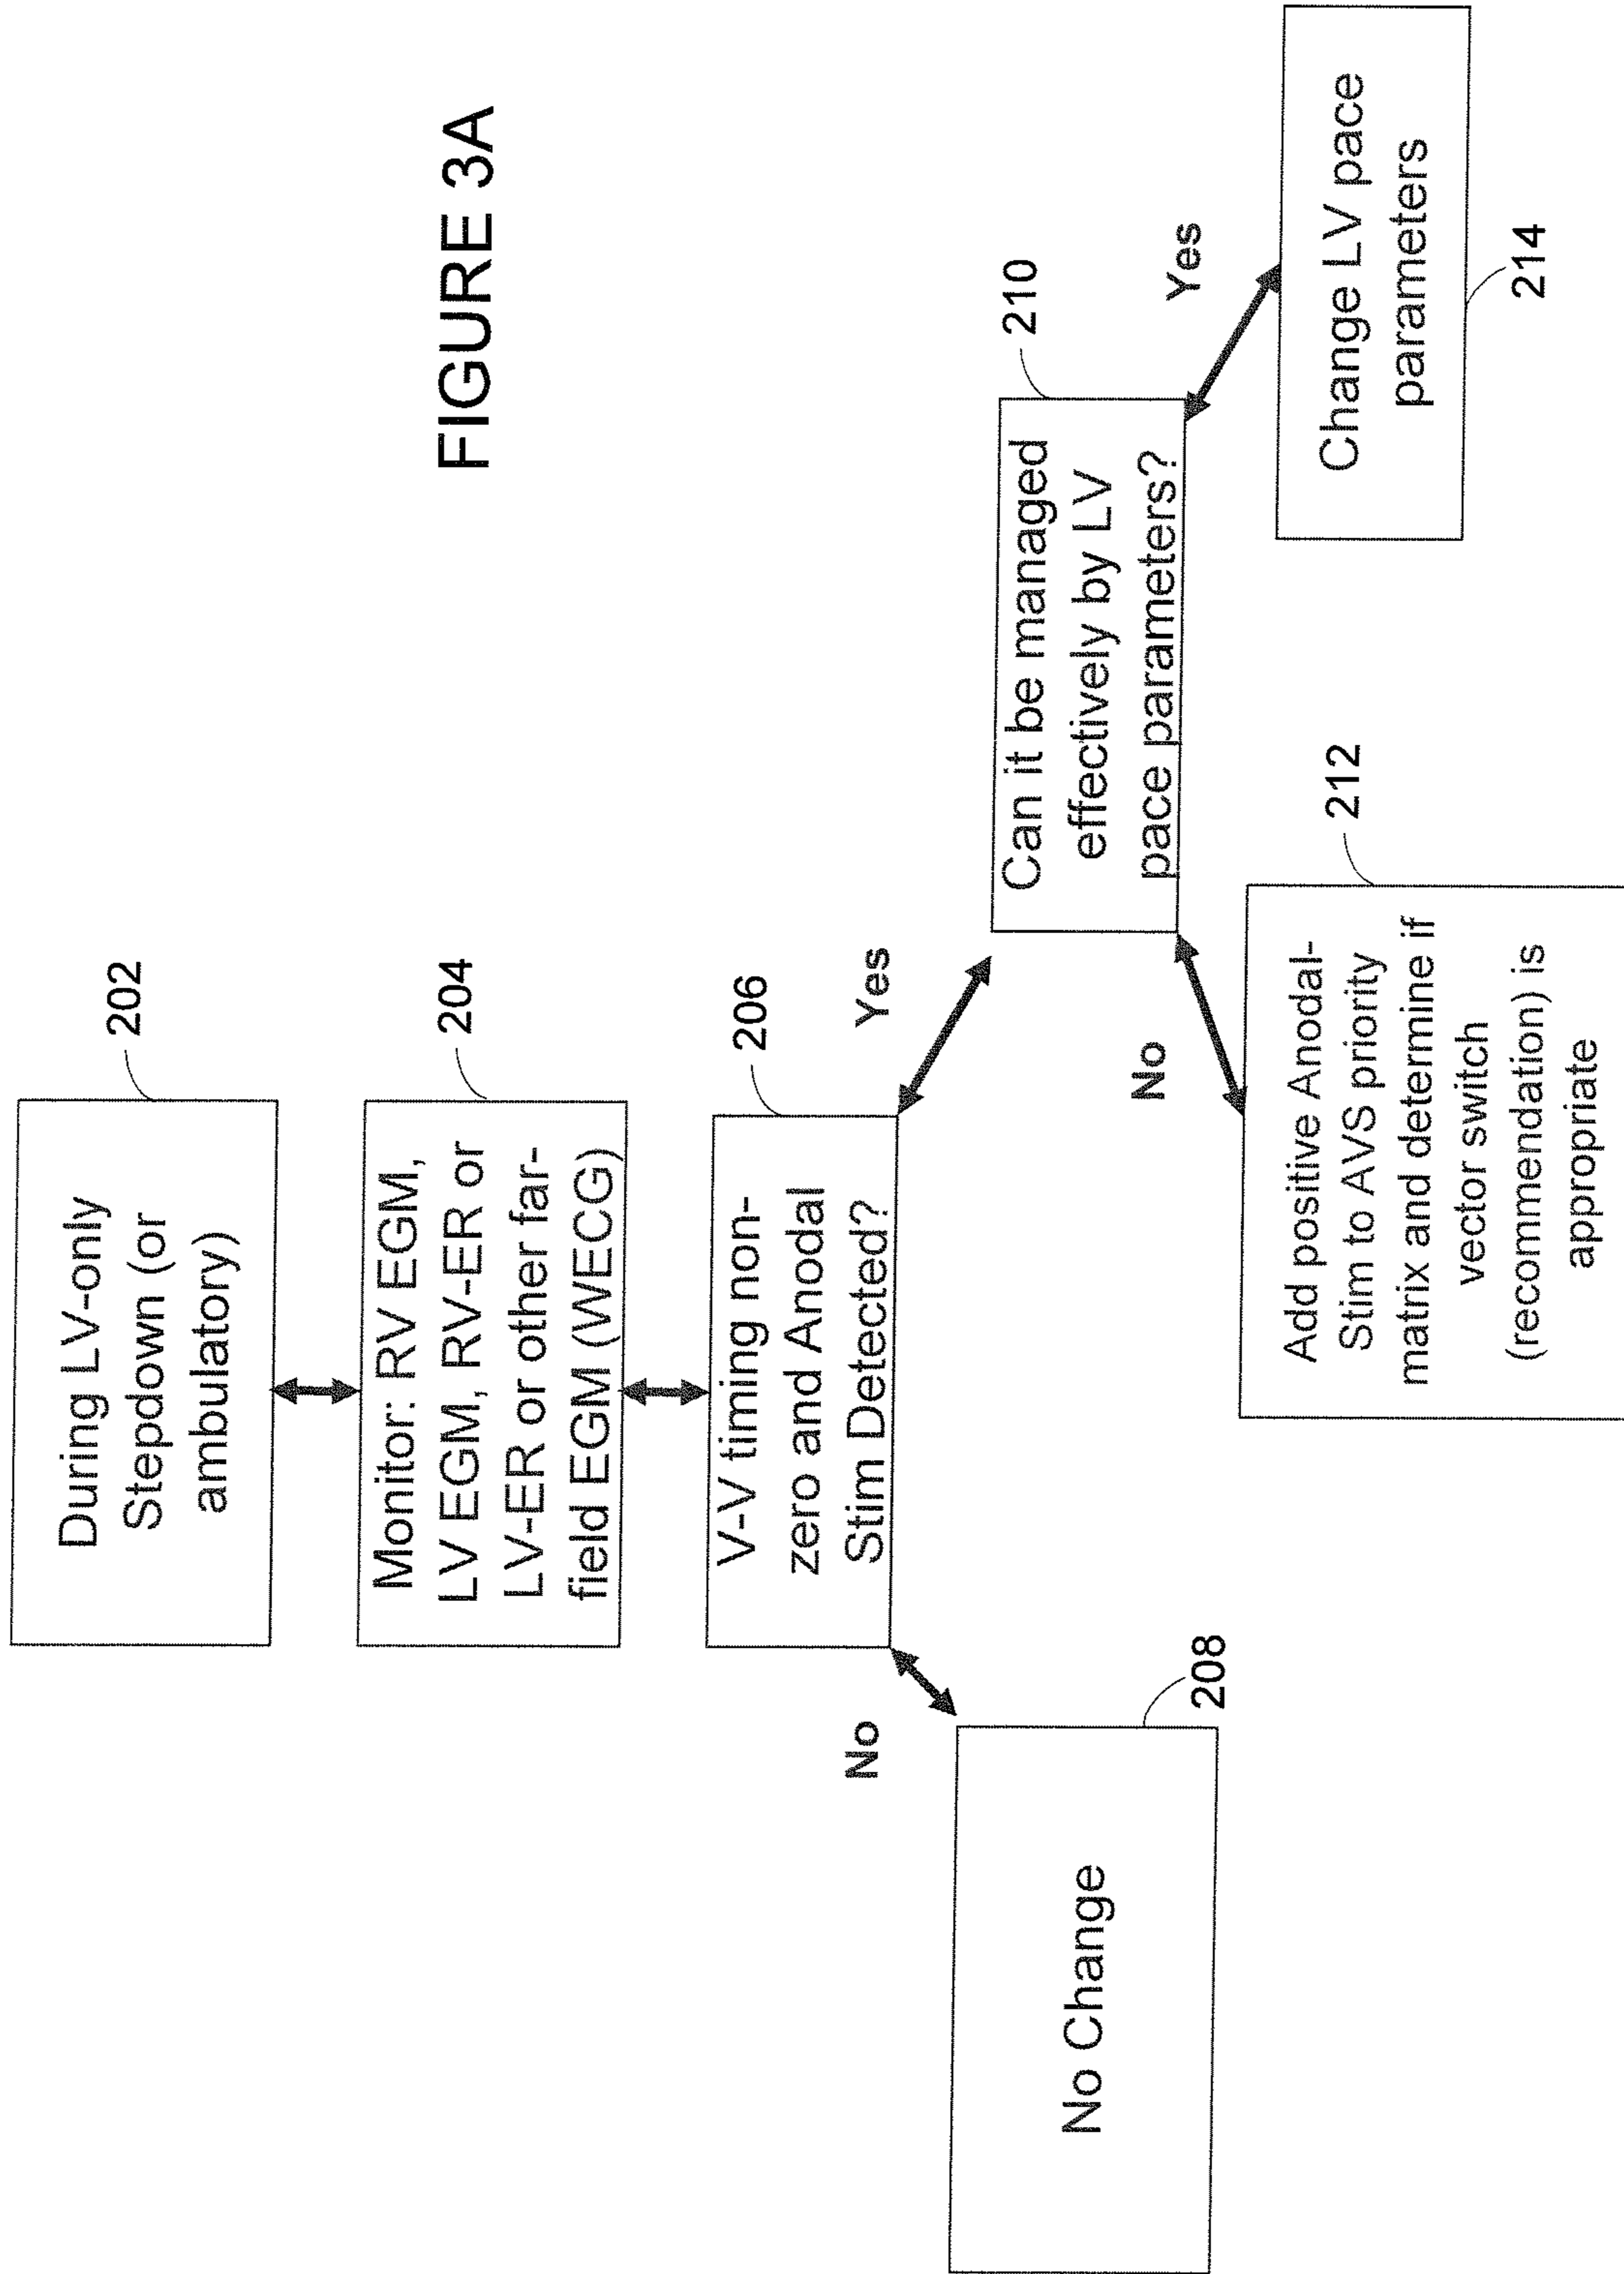 FIGURE 3A
202
During LV-only
Stepdown (or
ambulatory)
204
Monitor: RV EGM,
LV EGM, RV-ER or
LV-ER or other far-
field EGM (WECG)
206
V-V timing non-
zero and Anodal
Stim Detected?
No
Yes
208
No Change
210
Can it be managed
effectively by LV
pace parameters?
No
Yes
212
Add positive Anodal-
Stim to AVS priority
matrix and determine if
vector switch
(recommendation) is
appropriate
Change LV pace
parameters
214